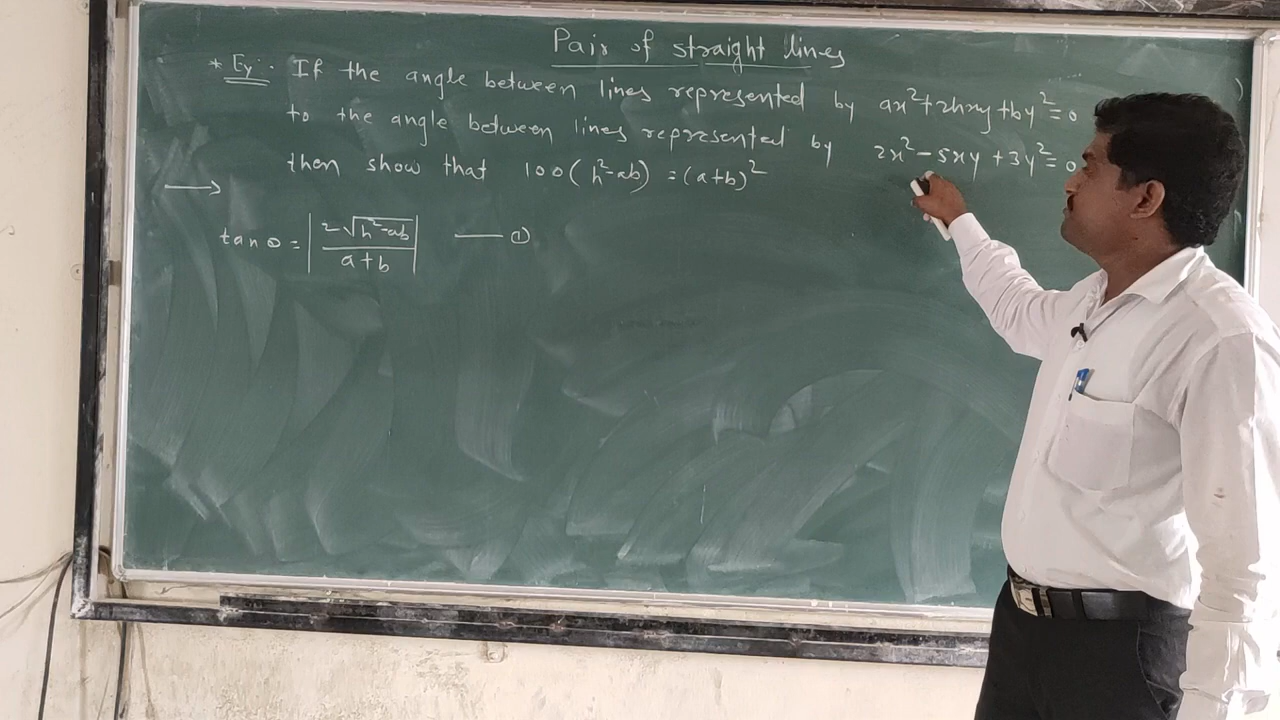 Pair of straight lines
* Ex: If the angle between lines represented by ax²+2hxy+by²=0
to the angle between lines represented by 2x²-5xy+3y²=0
then show that 100(h²-ab) = (a+b)²
→
tan θ = |2√(h²-ab) / (a+b)| — ①